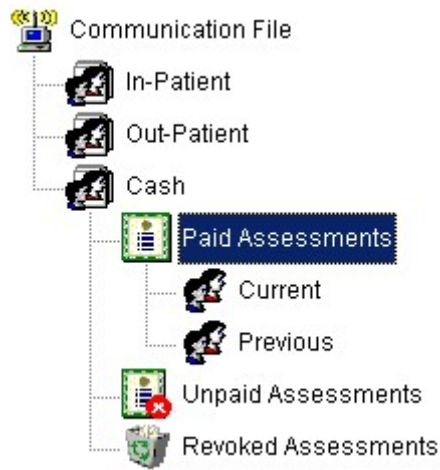 Communication File
In-Patient
Out-Patient
Cash
Paid Assessments
Current
Previous
Unpaid Assessments
Revoked Assessments